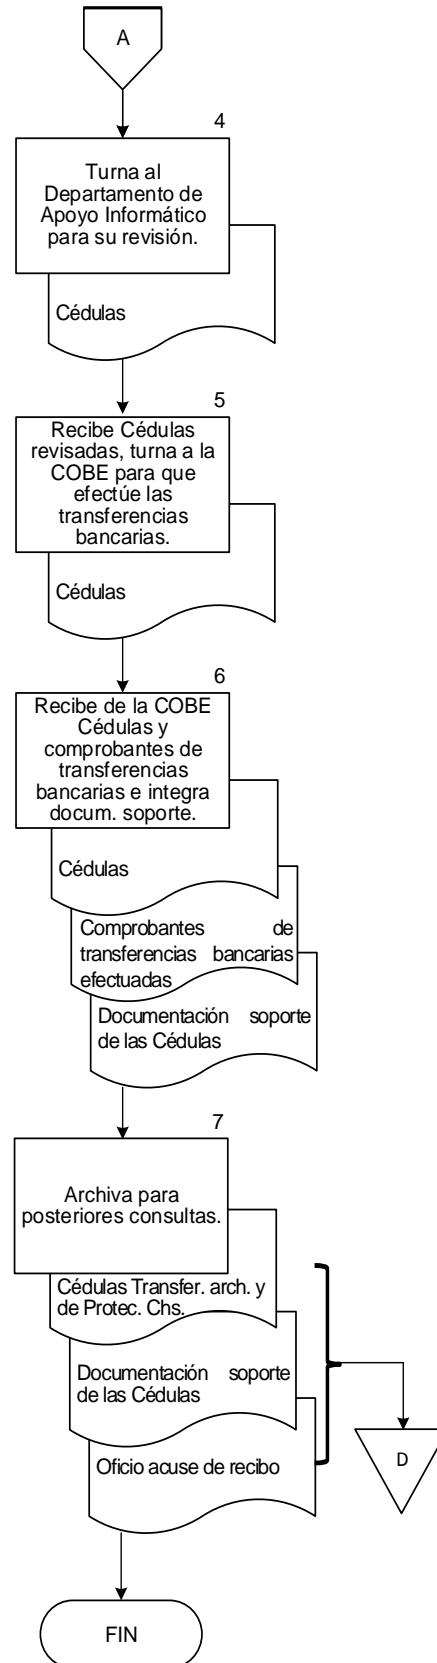 A
4
Turna al
Departamento de
Apoyo Informático
para su revisión.
Cédulas
5
Recibe Cédulas
revisadas, turna a la
COBE para que
efectúe las
transferencias
bancarias.
Cédulas
6
Recibe de la COBE
Cédulas y
comprobantes de
transferencias
bancarias e integra
docum. soporte.
Cédulas
Comprobantes de
transferencias bancarias
efectuadas
Documentación soporte
de las Cédulas
7
Archiva para
posteriores consultas.
Cédulas Transfer. arch. y
de Protec. Chs.
Documentación soporte
de las Cédulas
Oficio acuse de recibo
D
FIN